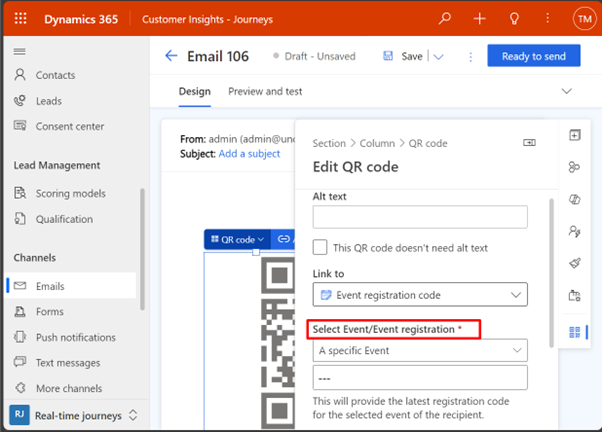 Dynamics 365
Customer Insights - Journeys
TM
Contacts
Leads
Consent center
Lead Management
Scoring models
Qualification
Channels
Emails
Forms
Push notifications
Text messages
More channels
RJ
Real-time journeys
Email 106
Draft - Unsaved
Save
Ready to send
Design
Preview and test
From: admin (admin@uno
Subject: Add a subject
QR code
Section > Column > QR code
Edit QR code
Alt text
This QR code doesn't need alt text
Link to
Event registration code
Select Event/Event registration *
A specific Event
---
This will provide the latest registration code
for the selected event of the recipient.